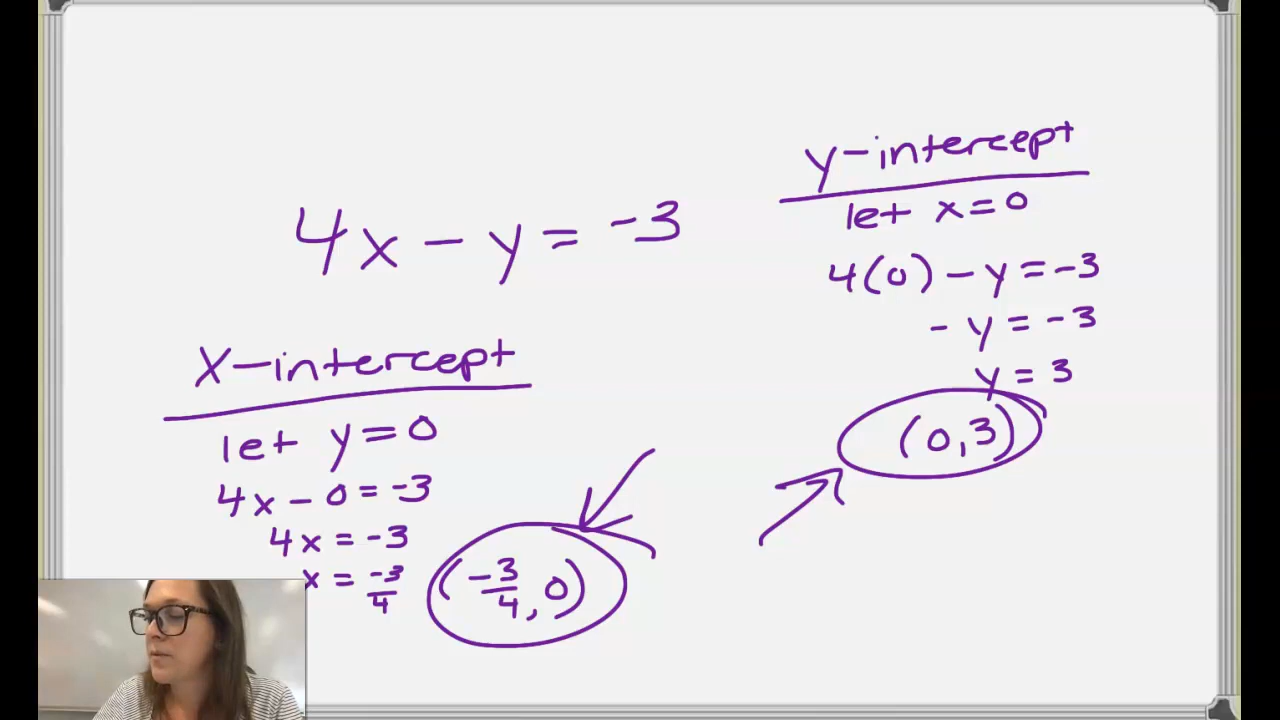 4x - y = -3
y-intercept
let x = 0
4(0) - y = -3
- y = -3
y = 3
(0, 3)
x-intercept
let y = 0
4x - 0 = -3
4x = -3
x = -3/4
(-3/4, 0)